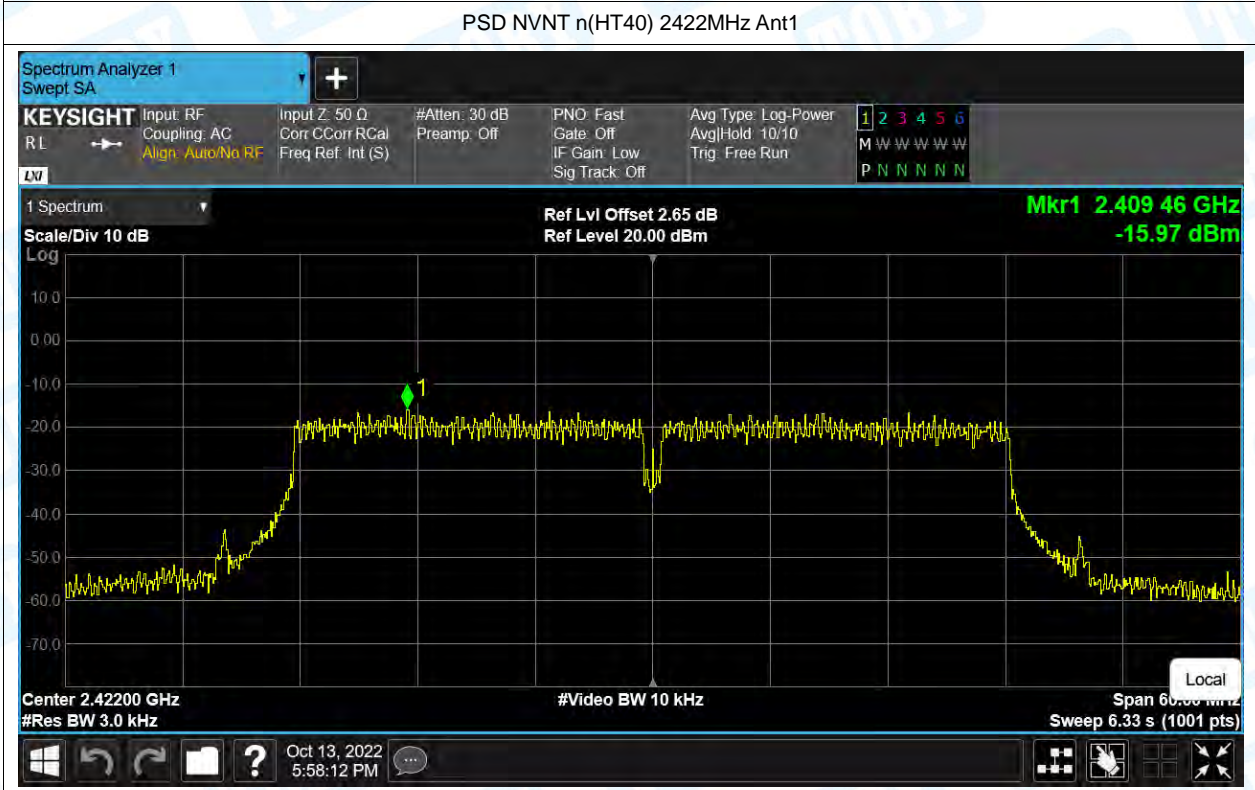 PSD NVNT n(HT40) 2422MHz Ant1
Spectrum Analyzer 1
Swept SA
+
KEYSIGHT
RL
LXI
Input: RF
Coupling: AC
Align: Auto/No RF
Input Z: 50 Ω
Corr CCorr RCal
Freq Ref: Int (S)
#Atten: 30 dB
Preamp: Off
PNO: Fast
Gate: Off
IF Gain: Low
Sig Track: Off
Avg Type: Log-Power
Avg|Hold: 10/10
Trig: Free Run
1 2 3 4 5 6
M W W W W W
P N N N N N
1 Spectrum
Scale/Div 10 dB
Log
Ref Lvl Offset 2.65 dB
Ref Level 20.00 dBm
Mkr1 2.409 46 GHz
-15.97 dBm
10.0
0.00
-10.0
1
-20.0
-30.0
-40.0
-50.0
-60.0
-70.0
Local
Center 2.42200 GHz
#Video BW 10 kHz
Span 60.00 MHz
#Res BW 3.0 kHz
Sweep 6.33 s (1001 pts)
?
Oct 13, 2022
5:58:12 PM